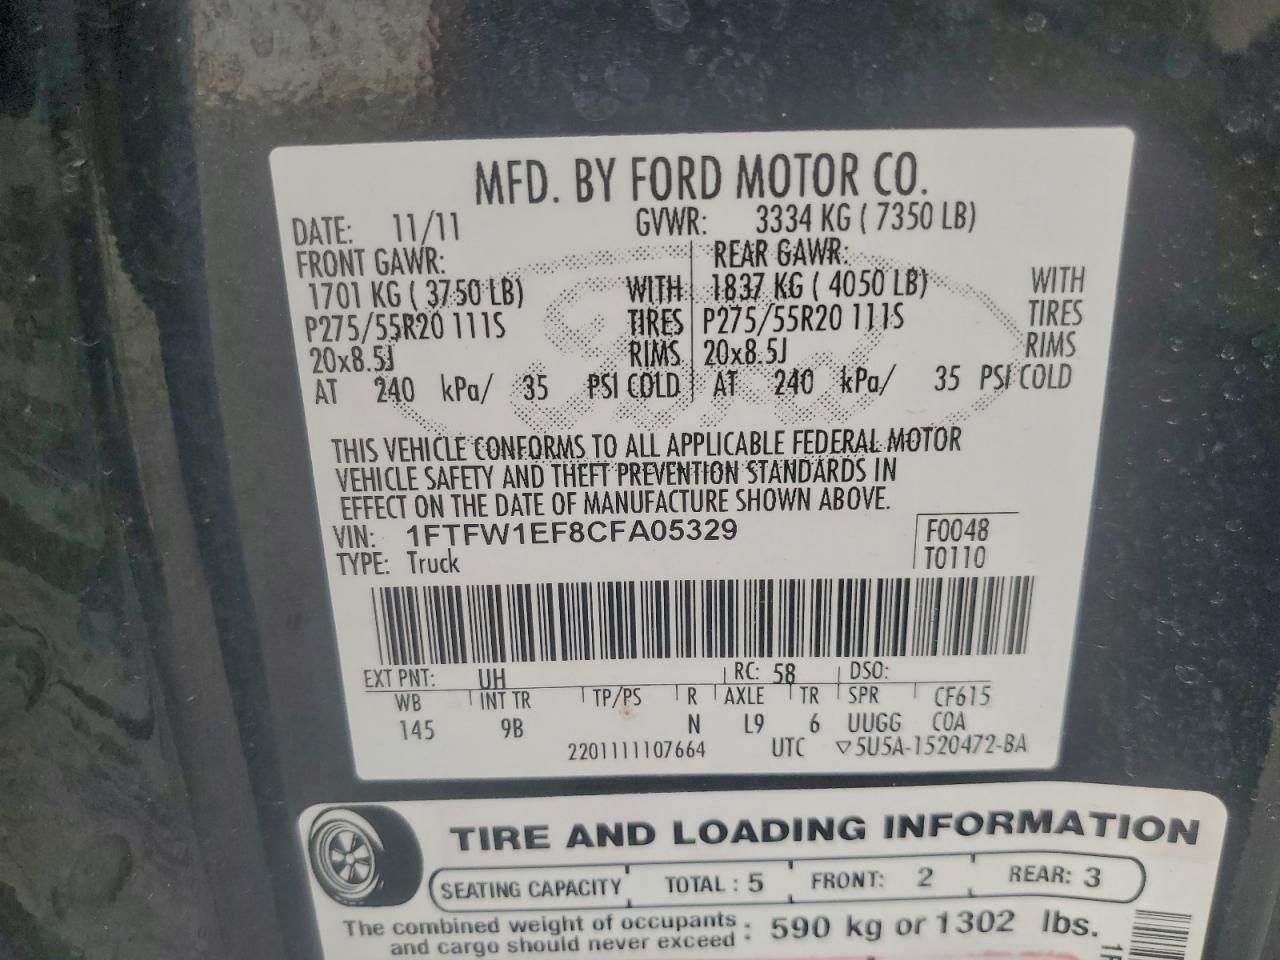 MFD. BY FORD MOTOR CO.
DATE: 11/11 GVWR: 3334 KG ( 7350 LB)
FRONT GAWR: REAR GAWR:
1701 KG ( 3750 LB) WITH 1837 KG ( 4050 LB) WITH
P275/55R20 111S TIRES P275/55R20 111S TIRES
20x8.5J RIMS 20x8.5J RIMS
AT 240 kPa/ 35 PSI COLD AT 240 kPa/ 35 PSI COLD
THIS VEHICLE CONFORMS TO ALL APPLICABLE FEDERAL MOTOR
VEHICLE SAFETY AND THEFT PREVENTION STANDARDS IN
EFFECT ON THE DATE OF MANUFACTURE SHOWN ABOVE.
VIN: 1FTFW1EF8CFA05329 F0048
TYPE: Truck T0110
EXT PNT: UH RC: 58 DSO:
WB INT TR TP/PS R AXLE TR SPR CF615
145 9B N L9 6 UUGG COA
2201111107664 UTC ▽5U5A-1520472-BA
TIRE AND LOADING INFORMATION
SEATING CAPACITY TOTAL : 5 FRONT: 2 REAR: 3
The combined weight of occupants : 590 kg or 1302 lbs.
and cargo should never exceed